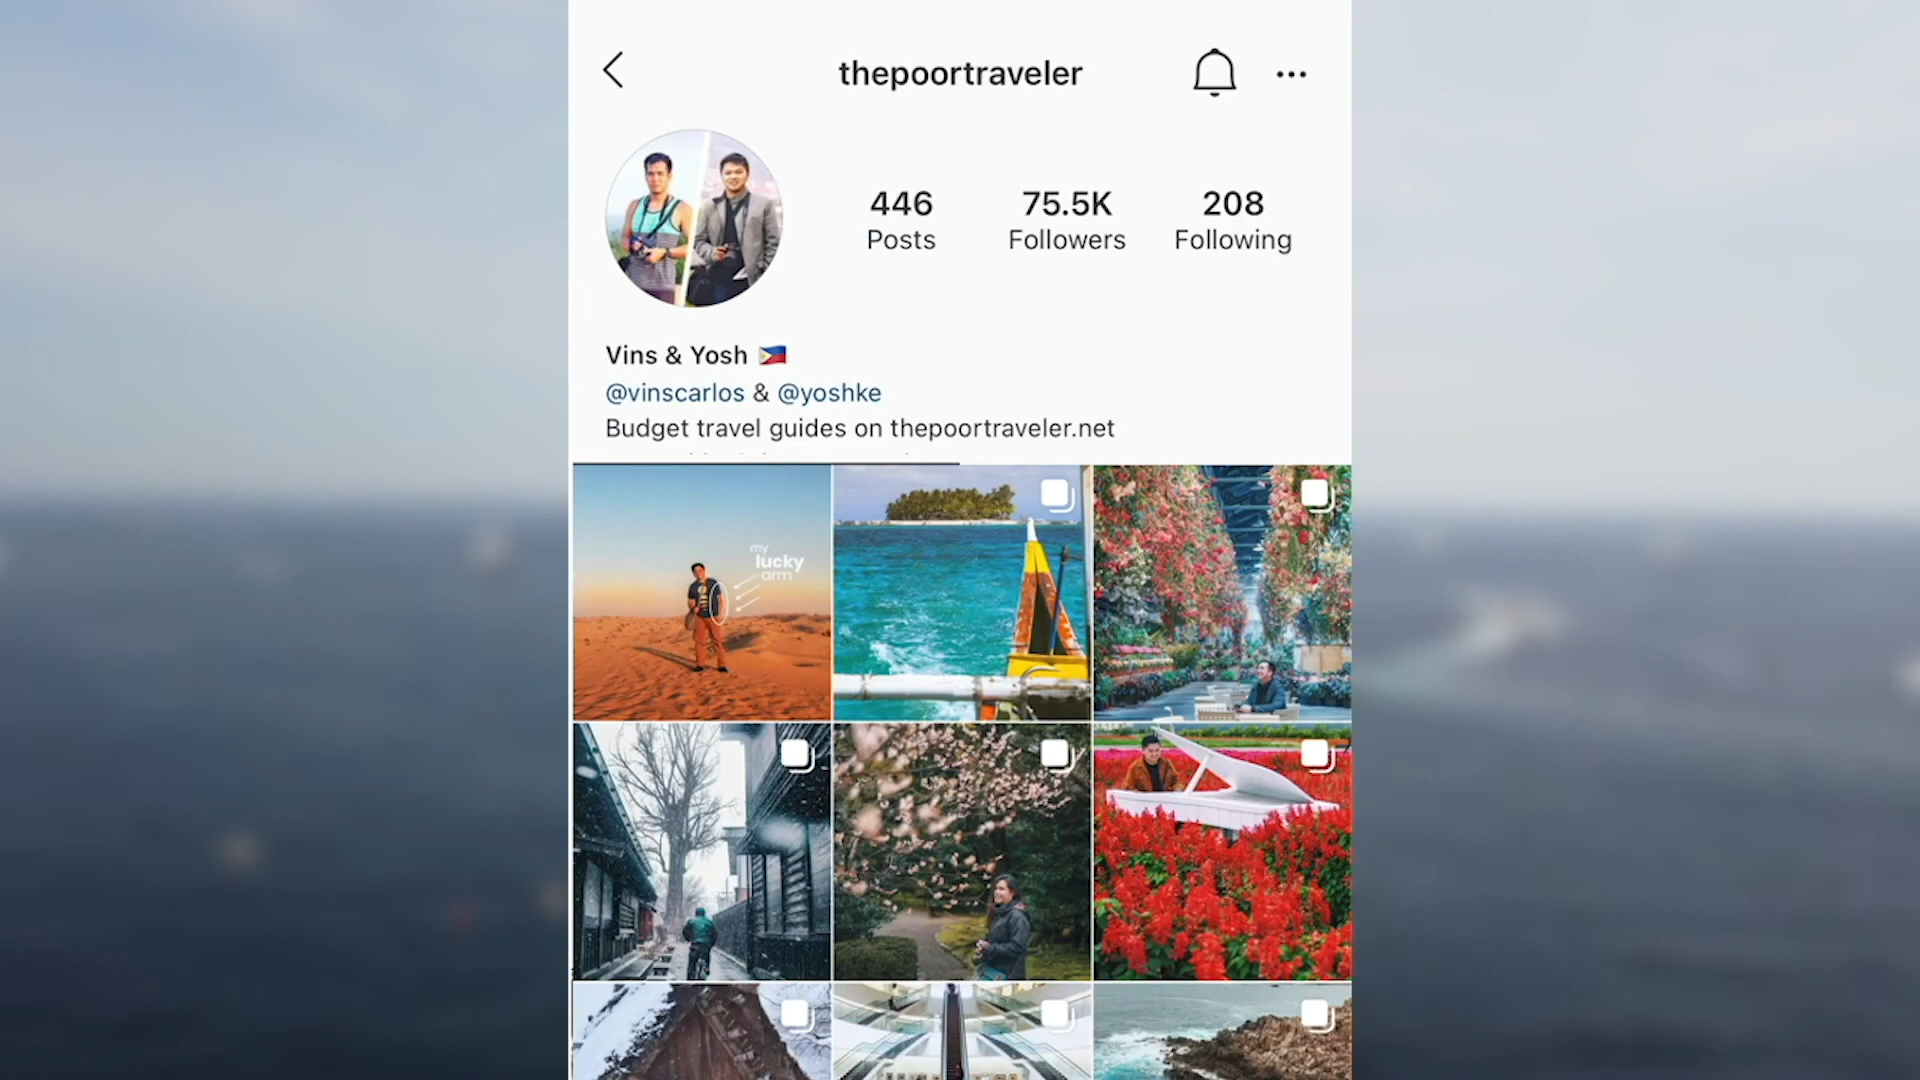 thepoortraveler
446
75.5K
208
Posts
Followers
Following
Vins & Yosh 🇵🇭
@vinscarlos & @yoshke
Budget travel guides on thepoortraveler.net
my
lucky
arm